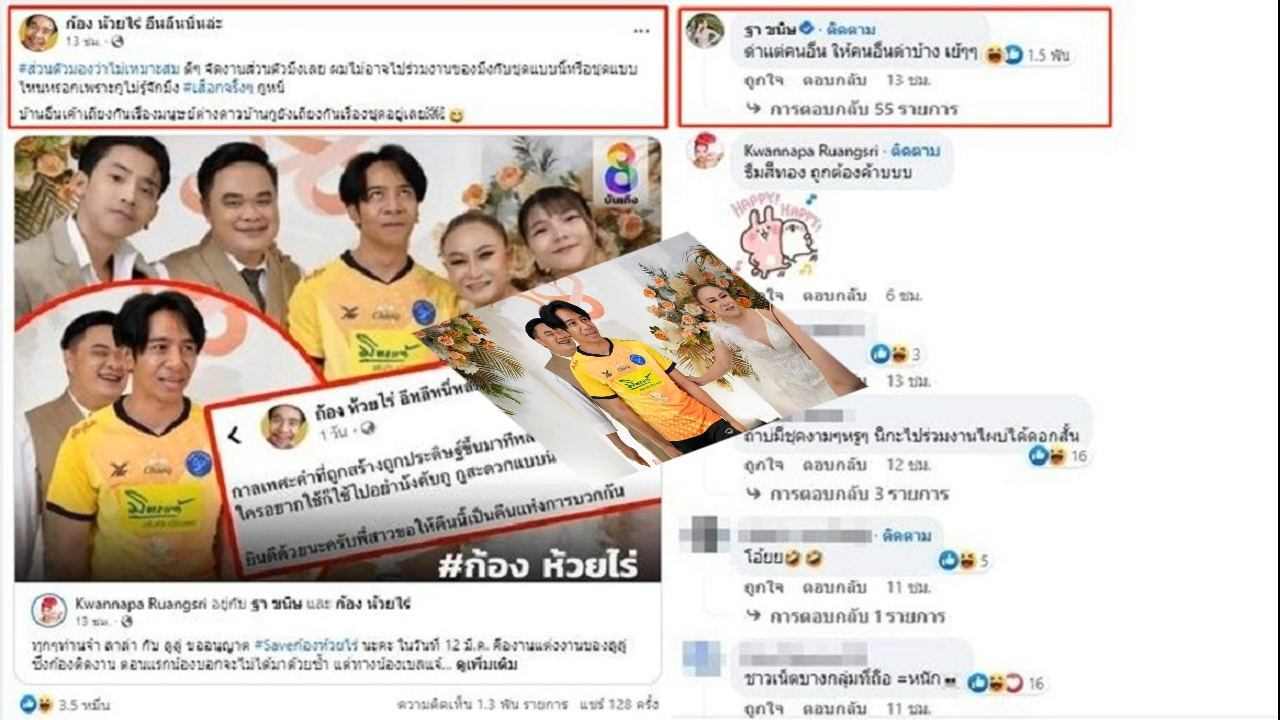 ก้อง ห้วยไร่ อีหลีหนี่หล่ะ
13 ชม.
#ส่วนตัวมองว่าไม่เหมาะสม ดีๆ จัดงานส่วนตัวมึงเลย ผมไม่อาจไปร่วมงานของมึงกับชุดแบบนี้หรือชุดแบบ
ไหนหรอกเพราะกูไม่รู้จักมึง #เสือกจริงๆ กูหนิ
บ้านอื่นเค้าเถียงกันเรื่องมนุษย์ต่างดาวบ้านกูยังเถียงกันเรื่องชุดอยู่เลย
8
บันเทิง
Chang
มิตรแท้
Chang
มิตรแท้
มิตรแท้
ก้อง ห้วยไร่ อีหลีหนี่หล
1 วัน
กาลเทศะคำที่ถูกสร้างถูกประดิษฐ์ขึ้นมาทีหล
ใครอยากใช้ก็ใช้ไปอย่าบังคับกู กูสะดวกแบบน
ยินดีด้วยนะครับพี่สาวขอให้คืนนี้เป็นคืนแห่งการบวกกัน
#ก้อง ห้วยไร่
Kwannapa Ruangsri อยู่กับ ฐา ขนิษ และ ก้อง ห้วยไร่
13 ชม.
ทุกๆท่านจ๋า ลาล่า กับ ลูลู่ ขออนุญาต #Saveก้องห้วยไร่ นะคะ ในวันที่ 12 มี.ค. คืองานแต่งงานของลูลู่
ซึ่งก้องติดงาน ตอนแรกน้องบอกจะไม่ได้มาด้วยซ้ำ แต่ทางน้องเบลแจ้... ดูเพิ่มเติม
3.5 หมื่น
ความคิดเห็น 1.3 พัน รายการ แชร์ 128 ครั้ง
ฐา ขนิษ · ติดตาม
ด่าแต่คนอื่น ให้คนอื่นด่าบ้าง เย้ๆๆ
1.5 พัน
ถูกใจ ตอบกลับ 13 ชม.
การตอบกลับ 55 รายการ
Kwannapa Ruangsri · ติดตาม
ธีมสีทอง ถูกต้องค้าบบบ
HAPPY! HAPPY!
ใจ ตอบกลับ 6 ชม.
3
13 ชม.
ถาบ่มีชุดงามๆหรูๆ นิกะไปร่วมงานไผบ่ได้ดอกสั้น
16
ถูกใจ ตอบกลับ 12 ชม.
การตอบกลับ 3 รายการ
· ติดตาม
โอ้ยย
5
ถูกใจ ตอบกลับ 11 ชม.
การตอบกลับ 1 รายการ
ชาวเน็ตบางกลุ่มที่ถือ =หนัก
16
ถูกใจ ตอบกลับ 11 ชม.